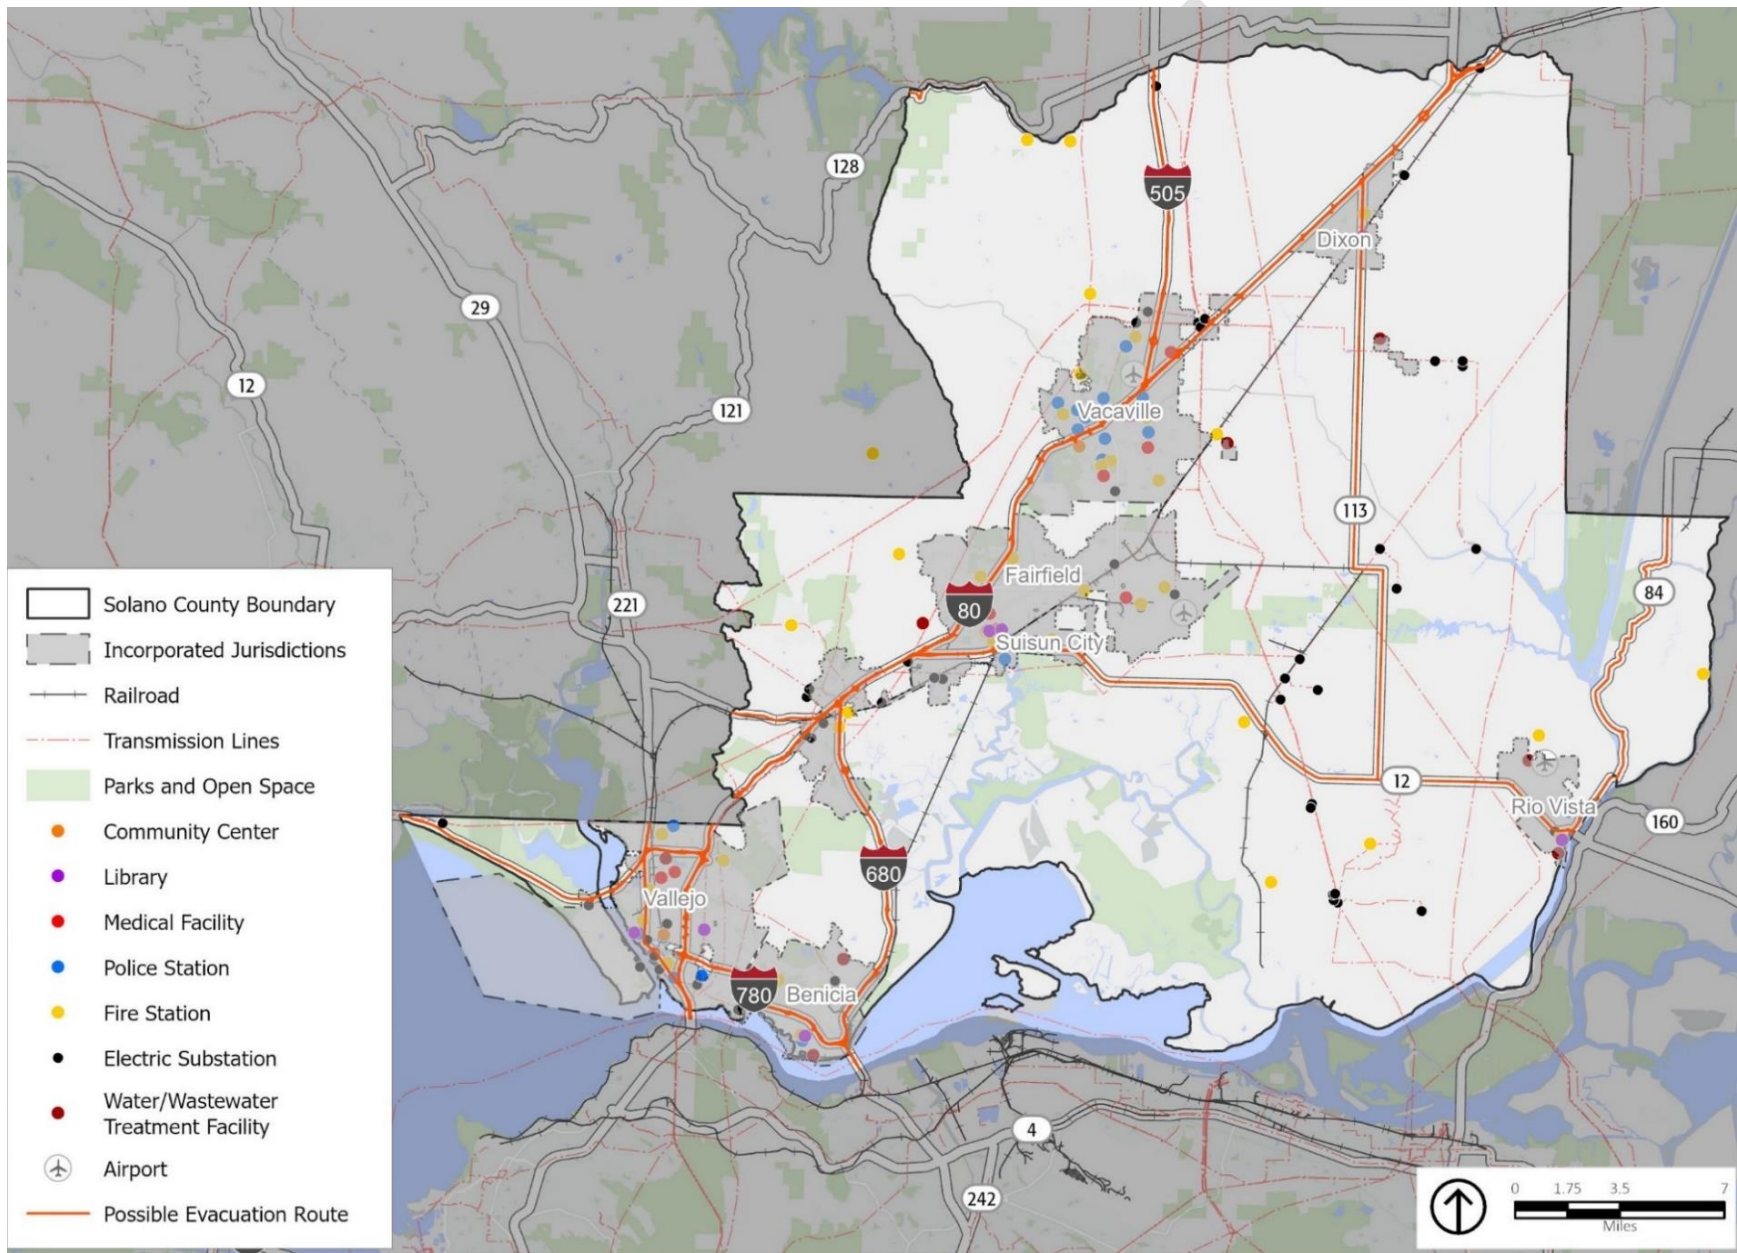 128
505
Dixon
29
12
121
Vacaville
113
Fairfield
80
221
84
Suisun City
12
Rio Vista
160
680
Vallejo
780
Benicia
4
242
Solano County Boundary
Incorporated Jurisdictions
Railroad
Transmission Lines
Parks and Open Space
Community Center
Library
Medical Facility
Police Station
Fire Station
Electric Substation
Water/Wastewater
Treatment Facility
Airport
Possible Evacuation Route
0 1.75 3.5 7
Miles